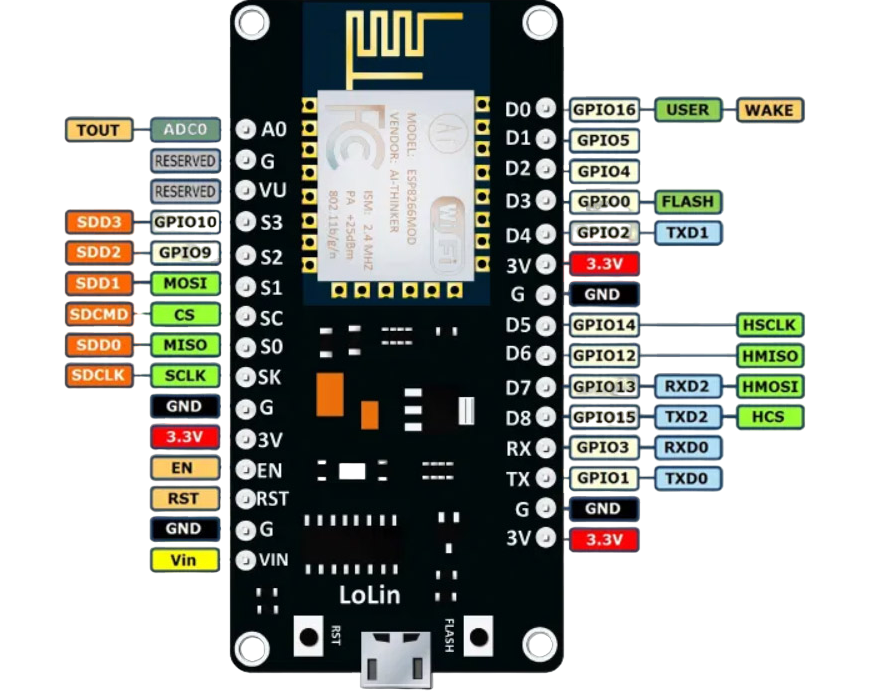 D0 GPIO16 USER WAKE
TOUT ADC0 A0
D1 GPIO5
RESERVED G
D2 GPIO4
RESERVED VU
D3 GPIO0 FLASH
SDD3 GPIO10 S3
D4 GPIO2 TXD1
SDD2 GPIO9 S2
3V 3.3V
SDD1 MOSI S1
G GND
SDCMD CS SC
D5 GPIO14 HSCLK
SDD0 MISO S0
D6 GPIO12 HMISO
SDCLK SCLK SK
D7 GPIO13 RXD2 HMOSI
GND G
D8 GPIO15 TXD2 HCS
3.3V 3V
RX GPIO3 RXD0
EN EN
TX GPIO1 TXD0
RST RST
G GND
GND G
3V 3.3V
Vin VIN
MODEL: ESP8266MOD
VENDOR: AI-THINKER
ISM: 2.4 MHZ
PA +25dBm
802.11b/g/n
FC
Ai
Wi Fi
LoLin
RST
FLASH